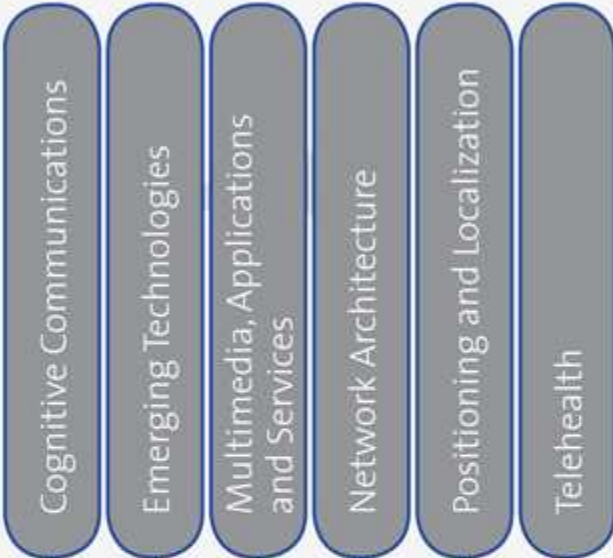 Cognitive Communications
Emerging Technologies
Multimedia, Applications
and Services
Network Architecture
Positioning and Localization
Telehealth